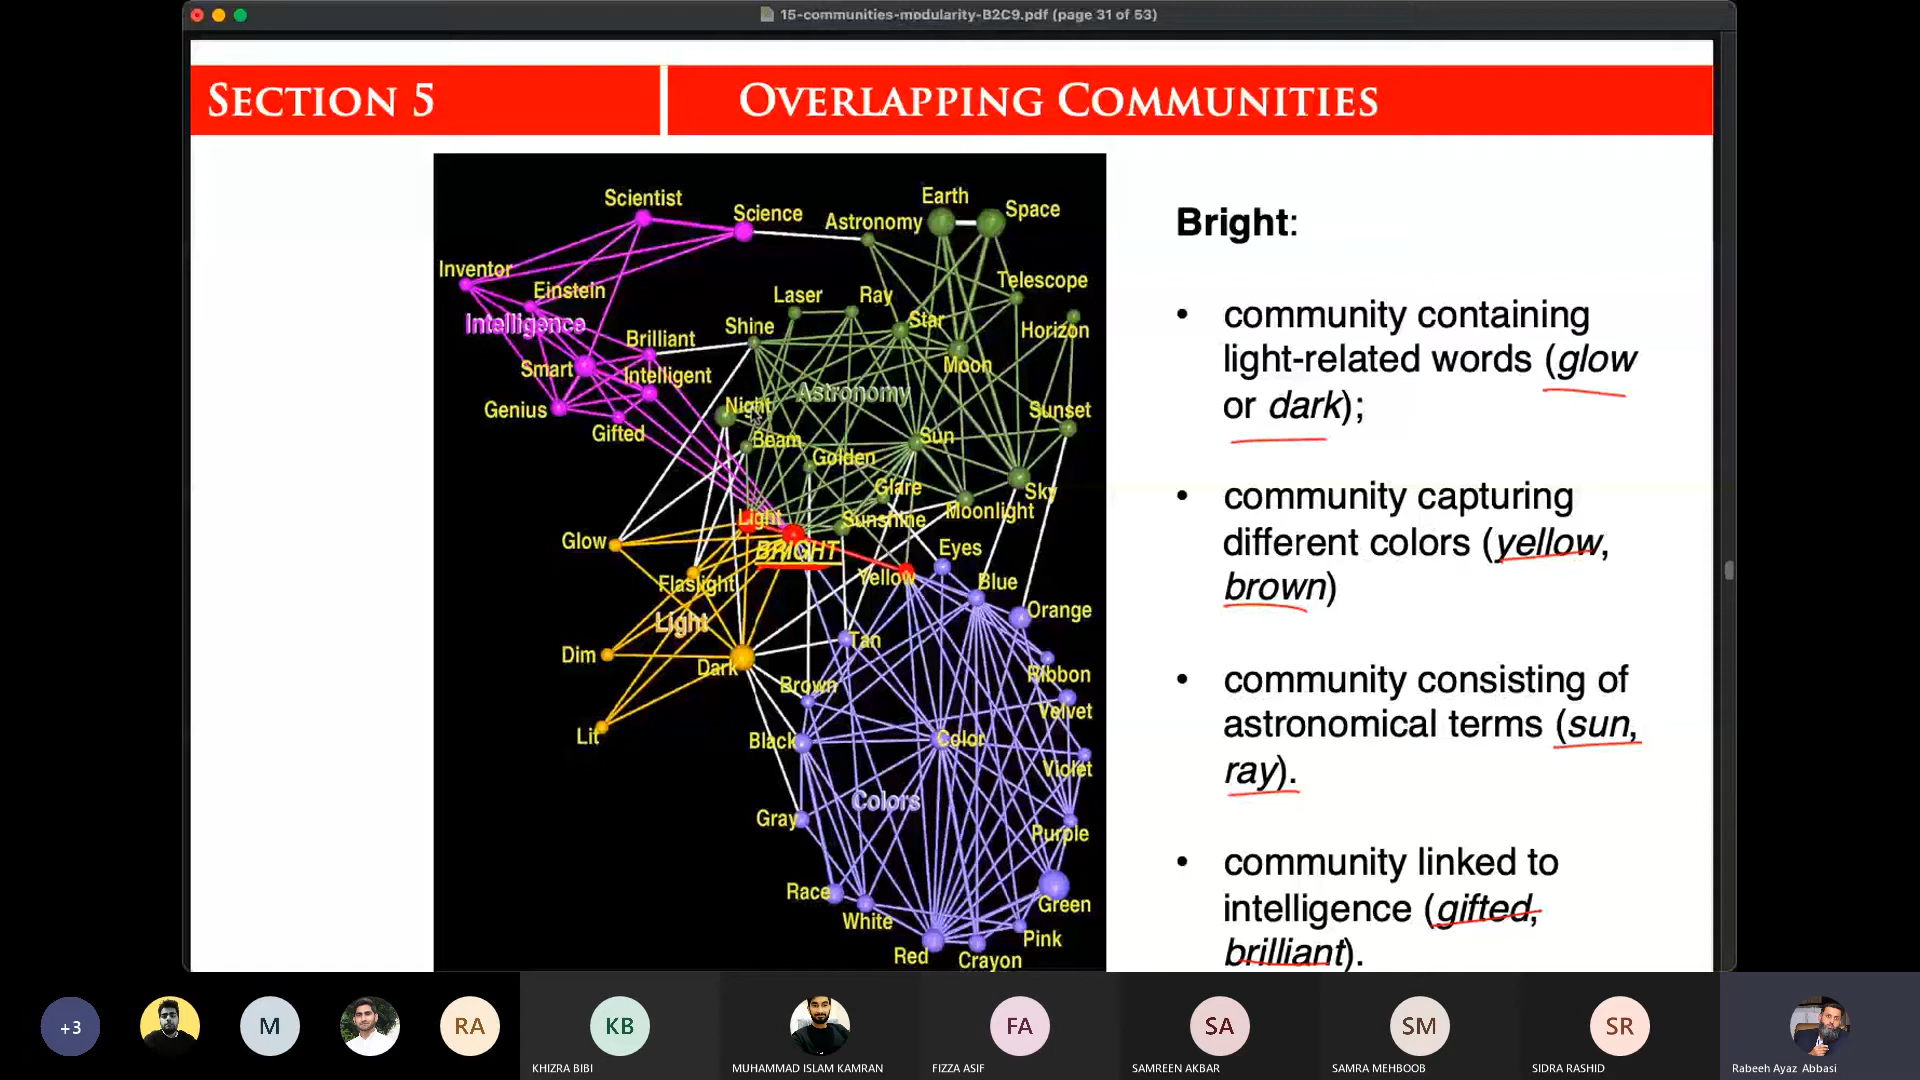 15-communities-modularity-B2C9.pdf (page 31 of 53)
SECTION 5
OVERLAPPING COMMUNITIES
Scientist
Science
Astronomy
Earth
Space
Inventor
Einstein
Intelligence
Laser
Ray
Telescope
Shine
Star
Horizon
Brilliant
Smart
Intelligent
Moon
Astronomy
Genius
Gifted
Night
Beam
Sunset
Sun
Golden
Glare
Sky
Moonlight
Light
Sunshine
Glow
BRIGHT
Eyes
Flaslight
Yellow
Blue
Orange
Light
Tan
Dim
Dark
Brown
Ribbon
Velvet
Lit
Black
Color
Violet
Colors
Gray
Purple
Race
White
Green
Red
Crayon
Pink
Bright:
• community containing
light-related words (glow
or dark);
• community capturing
different colors (yellow,
brown)
• community consisting of
astronomical terms (sun,
ray).
• community linked to
intelligence (gifted,
brilliant).
+3
M
RA
KB
KHIZRA BIBI
MUHAMMAD ISLAM KAMRAN
FA
FIZZA ASIF
SA
SAMREEN AKBAR
SM
SAMRA MEHBOOB
SR
SIDRA RASHID
Rabeeh Ayaz Abbasi